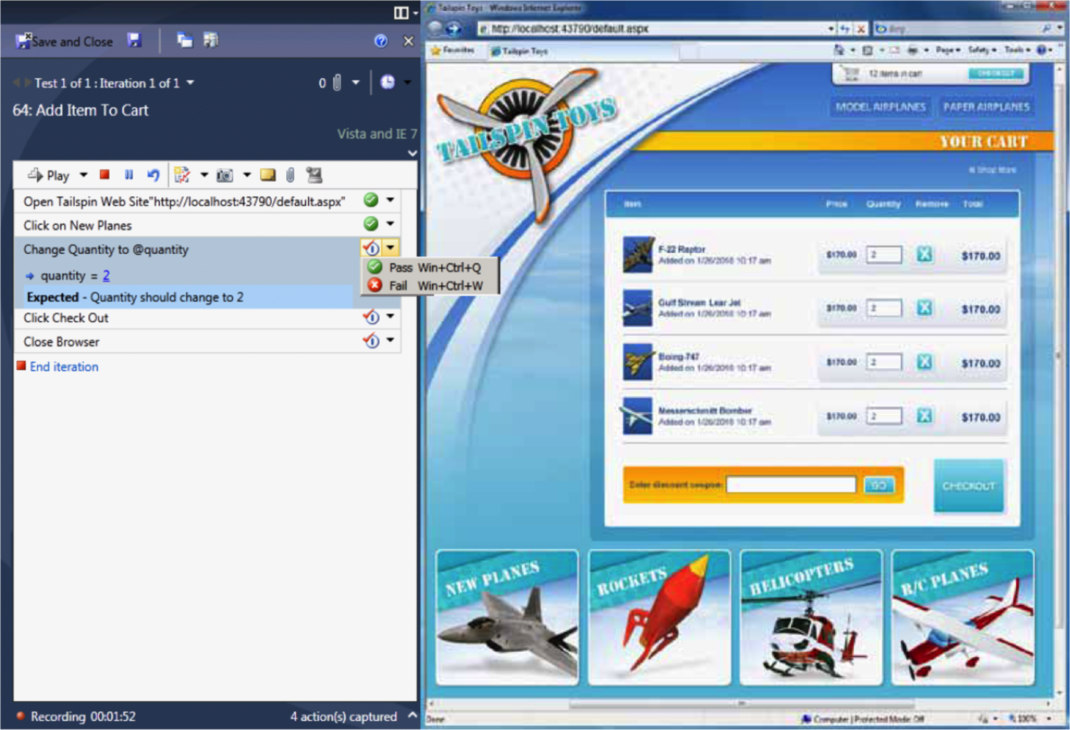 Save and Close
Test 1 of 1 : Iteration 1 of 1
0
64: Add Item To Cart
Vista and IE 7
Play
Open Tailspin Web Site"http://localhost:43790/default.aspx"
Click on New Planes
Change Quantity to @quantity
quantity = 2
Expected - Quantity should change to 2
Pass Win+Ctrl+Q
Fail Win+Ctrl+W
Click Check Out
Close Browser
End iteration
Recording 00:01:52
4 action(s) captured
Tailspin Toys - Windows Internet Explorer
http://localhost:43790/default.aspx
Bing
Favorites
Tailspin Toys
Page
Safety
Tools
TAILSPIN TOYS
12 items in cart
CHECKOUT
MODEL AIRPLANES
PAPER AIRPLANES
YOUR CART
Shop More
Item Price Quantity Remove Total
F-22 Raptor
Added on 1/26/2010 10:17 am
$170.00 2 X $170.00
Gulf Stream Lear Jet
Added on 1/26/2010 10:17 am
$170.00 2 X $170.00
Boing-747
Added on 1/26/2010 10:17 am
$170.00 2 X $170.00
Messerschmitt Bomber
Added on 1/26/2010 10:17 am
$170.00 2 X $170.00
Enter discount coupon:
GO
CHECKOUT
NEW PLANES
ROCKETS
HELICOPTERS
R/C PLANES
Done
Computer | Protected Mode: Off
100%